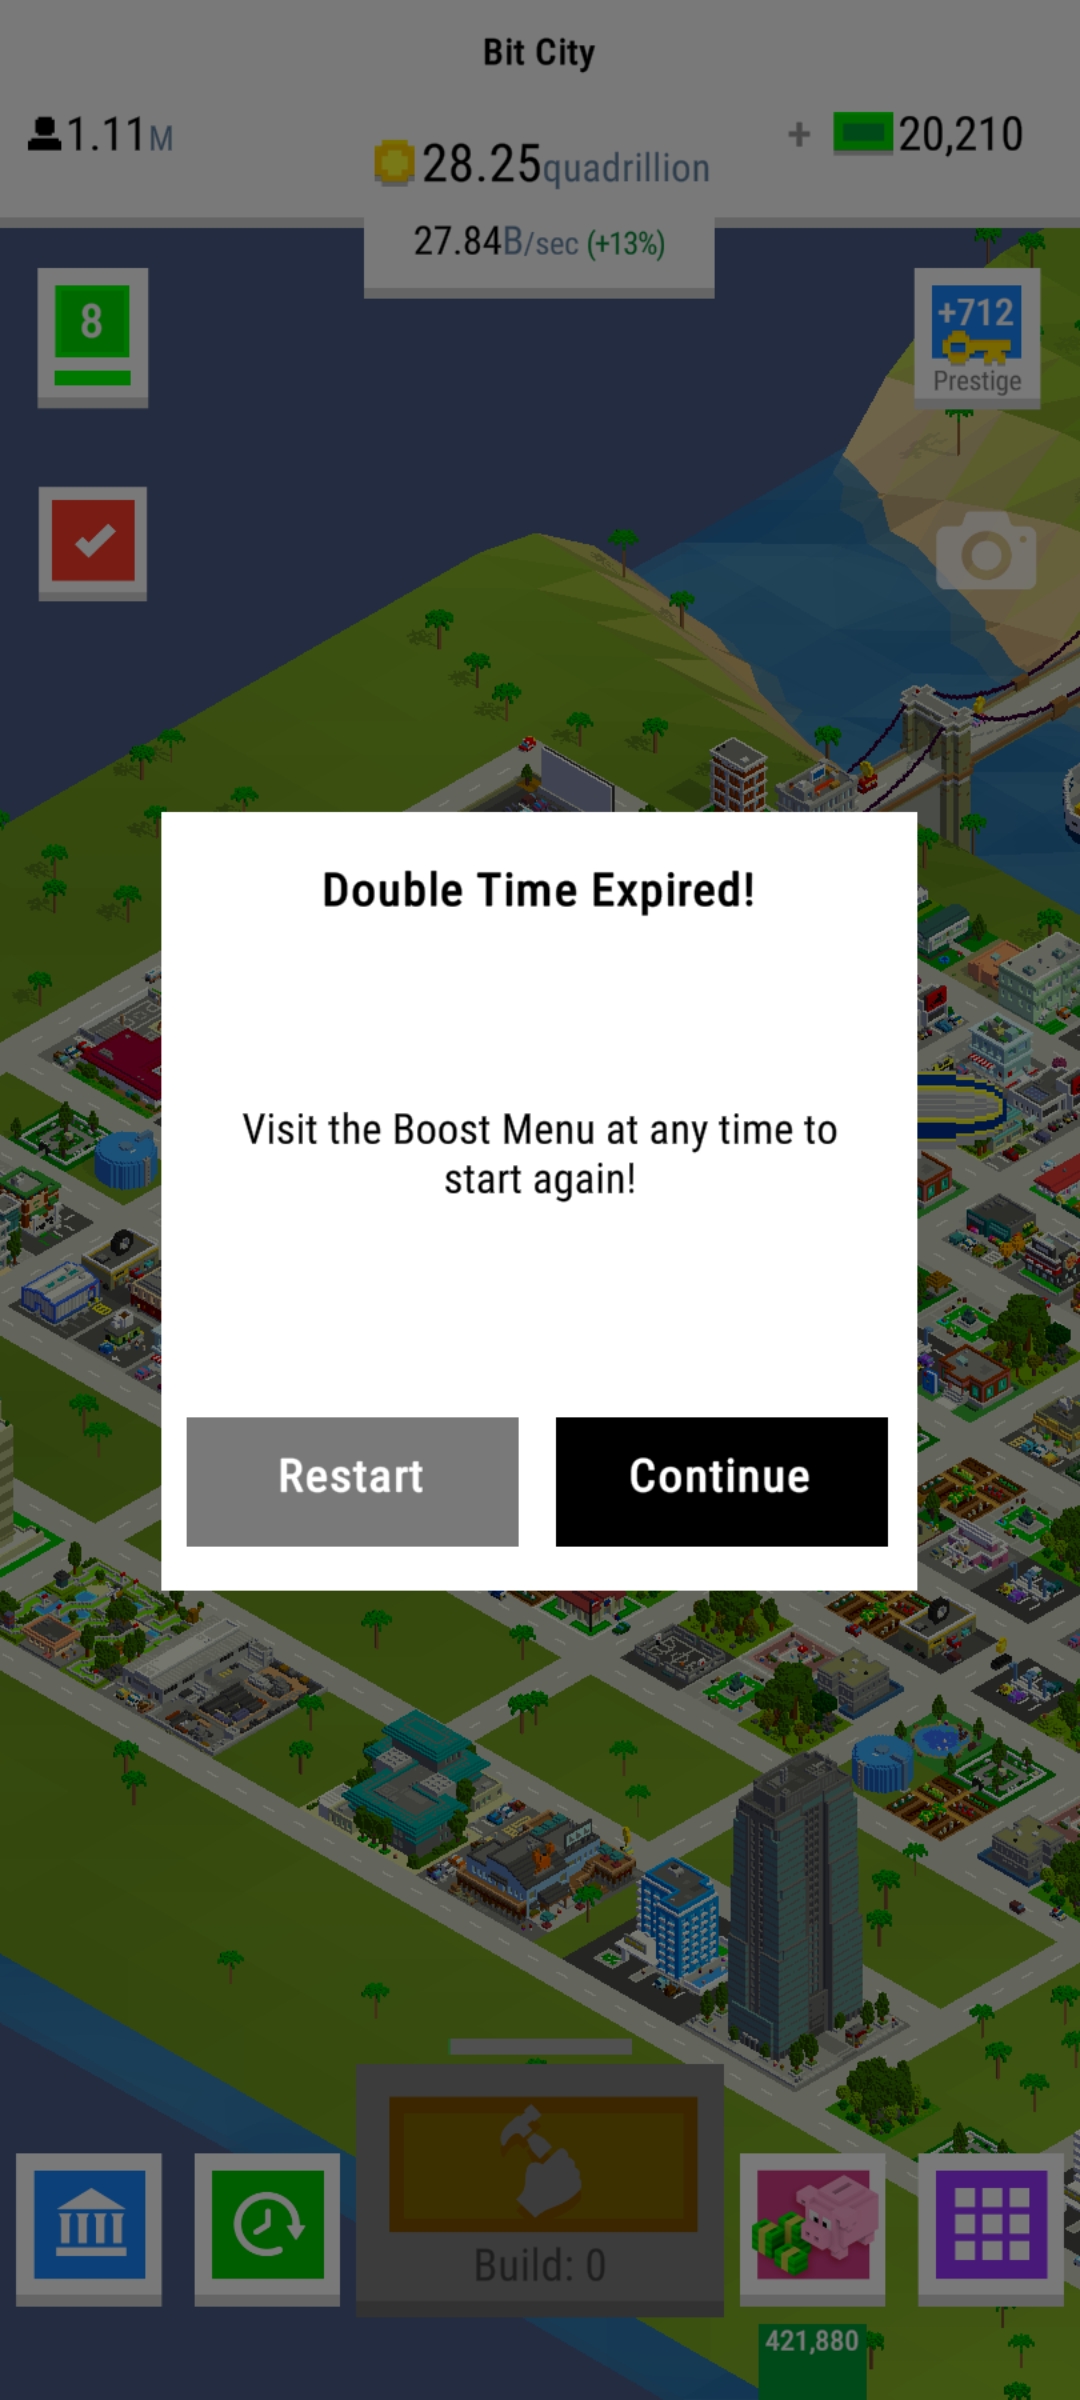 Bit City
1.11M
28.25quadrillion
+ 20,210
27.84B/sec (+13%)
8
+712
Prestige
Double Time Expired!
Visit the Boost Menu at any time to
start again!
Restart
Continue
Build: 0
421,880